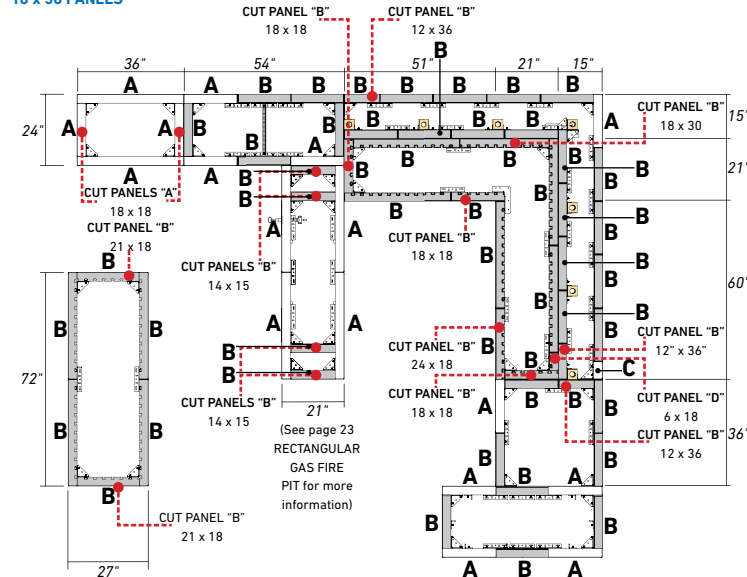 18 x 36 PANELS
CUT PANEL "B"
18 x 18
CUT PANEL "B"
12 x 36
36"
54"
51"
21"
15"
A
A
B
B
B
B
B
B
B
24"
A
A
B
B
A
B
B
A
15"
CUT PANEL "B"
18 x 30
A
A
CUT PANELS "A"
18 x 18
CUT PANEL "B"
21 x 18
B
B
B
B
B
B
B
B
21"
CUT PANELS "B"
14 x 15
A
A
B
B
CUT PANEL "B"
18 x 18
B
B
B
B
B
B
B
B
60"
72"
B
B
B
B
B
B
A
A
B
B
CUT PANELS "B"
14 x 15
CUT PANEL "B"
24 x 18
CUT PANEL "B"
18 x 18
B
B
B
B
B
CUT PANEL "B"
12" x 36"
C
CUT PANEL "D"
6 x 18
CUT PANEL "B"
12 x 36
21"
(See page 23
RECTANGULAR
GAS FIRE
PIT for more
information)
A
B
B
B
B
B
36"
CUT PANEL "B"
21 x 18
27"
A
B
A
B
B
A
B
A